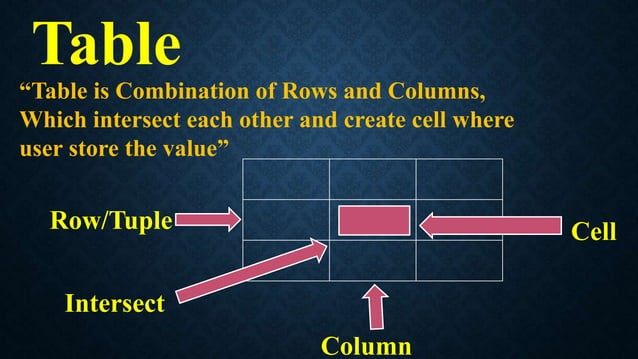 Table
“Table is Combination of Rows and Columns,
Which intersect each other and create cell where
user store the value”
Row/Tuple
Cell
Intersect
Column